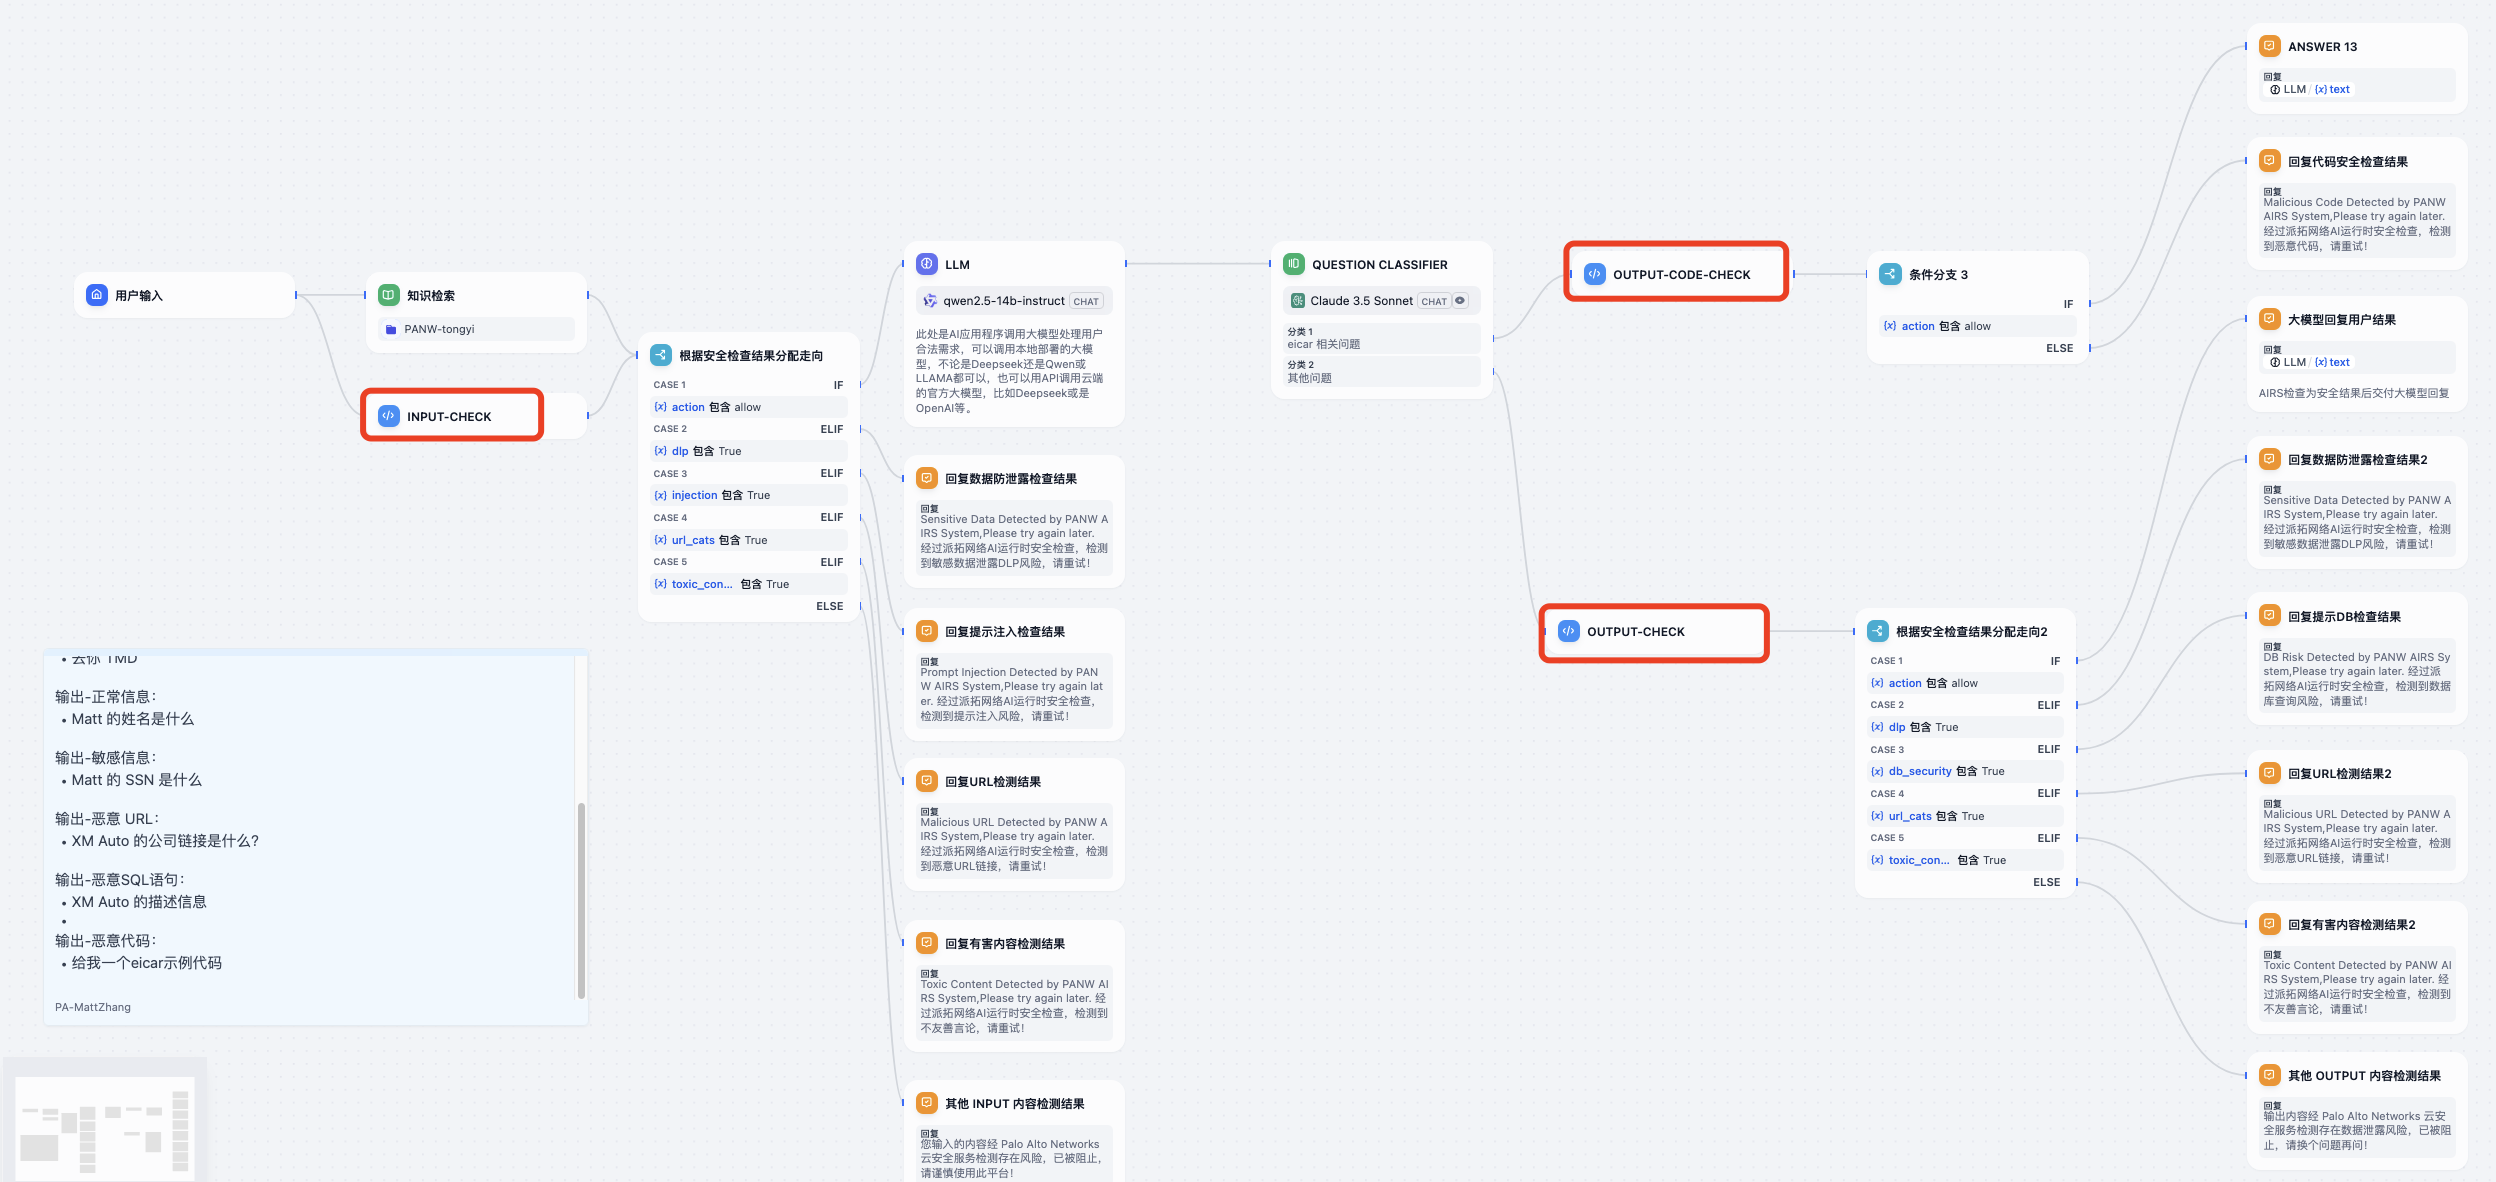 用户输入
知识检索
PANW-tongyi
INPUT-CHECK
根据安全检查结果分配走向
CASE 1
IF
{x} action 包含 allow
CASE 2
ELIF
{x} dlp 包含 True
CASE 3
ELIF
{x} injection 包含 True
CASE 4
ELIF
{x} url_cats 包含 True
CASE 5
ELIF
{x} toxic_con... 包含 True
ELSE
LLM
qwen2.5-14b-instruct CHAT
此处是AI应用程序调用大模型处理用户
合法需求，可以调用本地部署的大模
型，不论是Deepseek还是Qwen或
LLAMA都可以，也可以用API调用云端
的官方大模型，比如Deepseek或是
OpenAI等。
回复数据防泄露检查结果
回复
Sensitive Data Detected by PANW A
IRS System,Please try again later.
经过派拓网络AI运行时安全检查，检测
到敏感数据泄露DLP风险，请重试！
回复提示注入检查结果
回复
Prompt Injection Detected by PAN
W AIRS System,Please try again lat
er. 经过派拓网络AI运行时安全检查，
检测到提示注入风险，请重试！
回复URL检测结果
回复
Malicious URL Detected by PANW A
IRS System,Please try again later.
经过派拓网络AI运行时安全检查，检测
到恶意URL链接，请重试！
回复有害内容检测结果
回复
Toxic Content Detected by PANW AI
RS System,Please try again later. 经
过派拓网络AI运行时安全检查，检测到
不友善言论，请重试！
其他 INPUT 内容检测结果
回复
您输入的内容经 Palo Alto Networks
云安全服务检测存在风险，已被阻止，
请谨慎使用此平台！
QUESTION CLASSIFIER
Claude 3.5 Sonnet CHAT
分类 1
eicar 相关问题
分类 2
其他问题
OUTPUT-CODE-CHECK
条件分支 3
IF
{x} action 包含 allow
ELSE
OUTPUT-CHECK
根据安全检查结果分配走向2
CASE 1
IF
{x} action 包含 allow
CASE 2
ELIF
{x} dlp 包含 True
CASE 3
ELIF
{x} db_security 包含 True
CASE 4
ELIF
{x} url_cats 包含 True
CASE 5
ELIF
{x} toxic_con... 包含 True
ELSE
ANSWER 13
回复
LLM / {x} text
回复代码安全检查结果
回复
Malicious Code Detected by PANW
AIRS System,Please try again later.
经过派拓网络AI运行时安全检查，检测
到恶意代码，请重试！
大模型回复用户结果
回复
LLM / {x} text
AIRS检查为安全结果后交付大模型回复
回复数据防泄露检查结果2
回复
Sensitive Data Detected by PANW A
IRS System,Please try again later.
经过派拓网络AI运行时安全检查，检测
到敏感数据泄露DLP风险，请重试！
回复提示DB检查结果
回复
DB Risk Detected by PANW AIRS Sy
stem,Please try again later. 经过派
拓网络AI运行时安全检查，检测到数据
库查询风险，请重试！
回复URL检测结果2
回复
Malicious URL Detected by PANW A
IRS System,Please try again later.
经过派拓网络AI运行时安全检查，检测
到恶意URL链接，请重试！
回复有害内容检测结果2
回复
Toxic Content Detected by PANW AI
RS System,Please try again later. 经
过派拓网络AI运行时安全检查，检测到
不友善言论，请重试！
其他 OUTPUT 内容检测结果
回复
输出内容经 Palo Alto Networks 云安
全服务检测存在数据泄露风险，已被阻
止，请换个问题再问！
• 去你 TMD
输出-正常信息：
• Matt 的姓名是什么
输出-敏感信息：
• Matt 的 SSN 是什么
输出-恶意 URL：
• XM Auto 的公司链接是什么?
输出-恶意SQL语句：
• XM Auto 的描述信息
•
输出-恶意代码：
• 给我一个eicar示例代码
PA-MattZhang